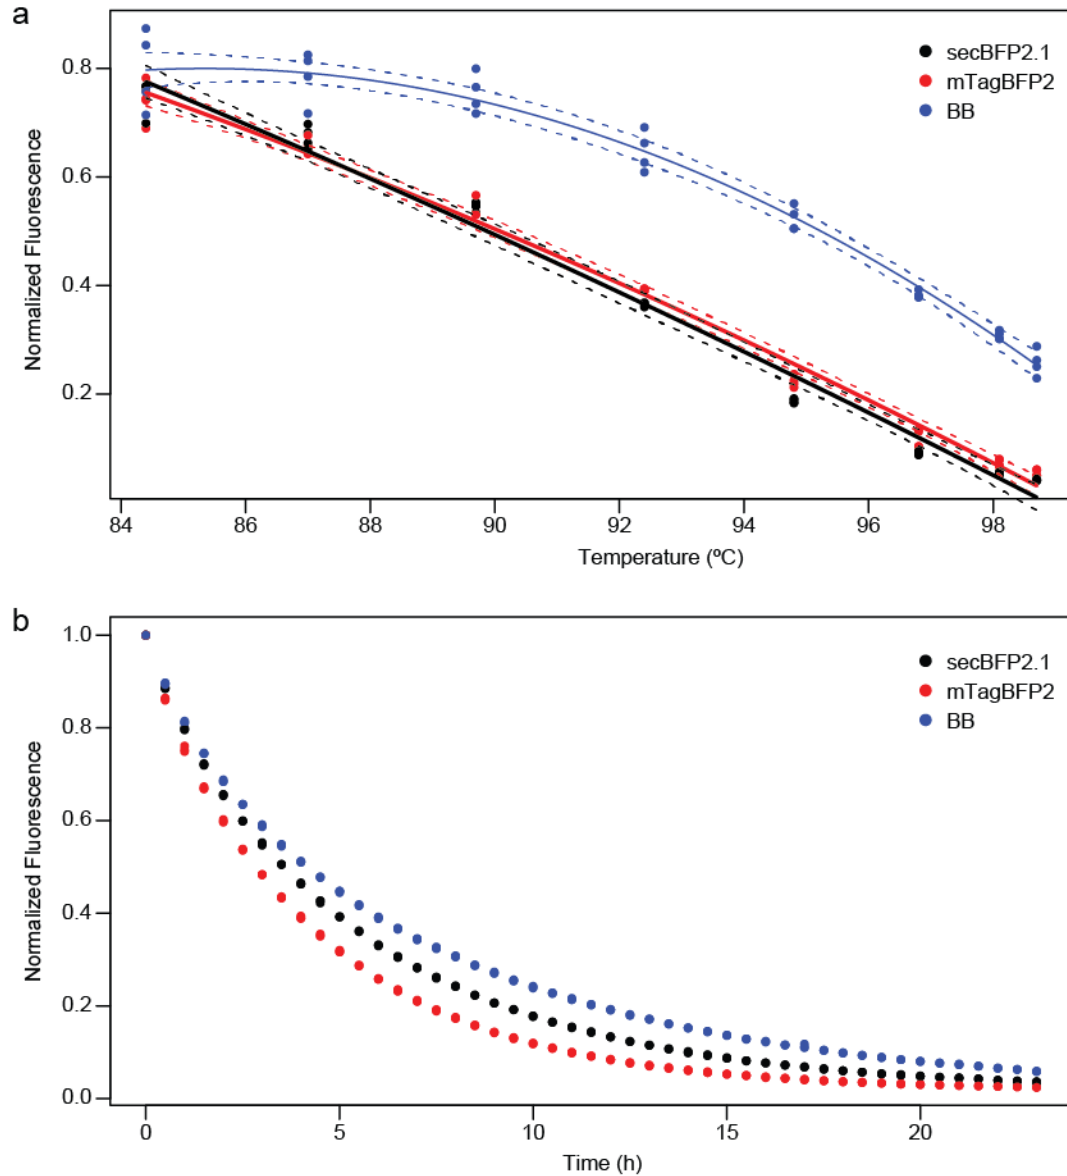 a
secBFP2.1
mTagBFP2
BB
0.8
0.6
0.4
0.2
Normalized Fluorescence
84
86
88
90
92
94
96
98
Temperature (ºC)
b
secBFP2.1
mTagBFP2
BB
1.0
0.8
0.6
0.4
0.2
0.0
Normalized Fluorescence
0
5
10
15
20
Time (h)